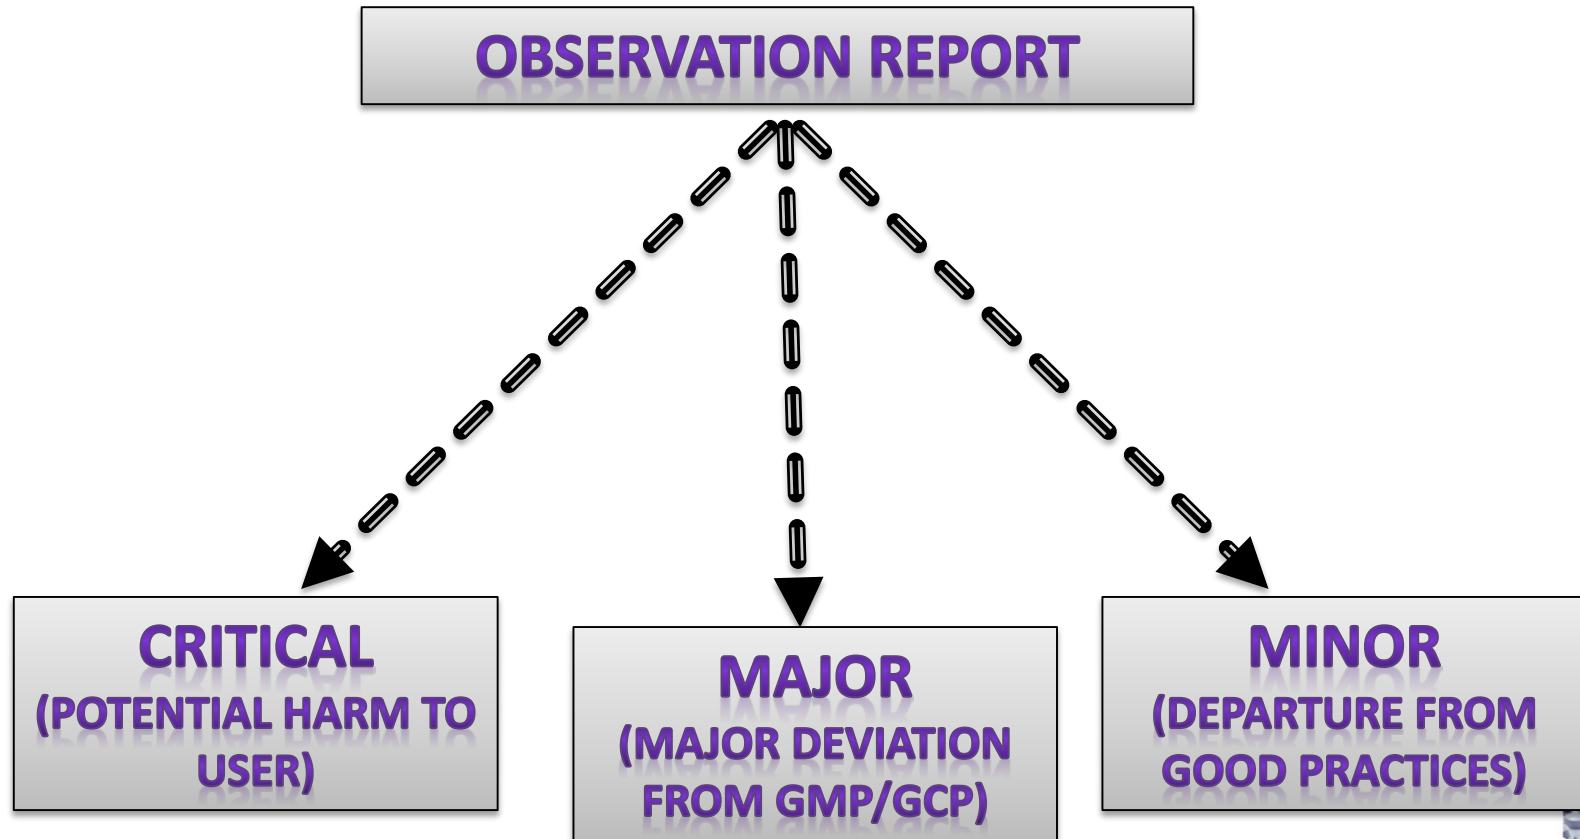 OBSERVATION REPORT
CRITICAL
(POTENTIAL HARM TO
USER)
MAJOR
(MAJOR DEVIATION
FROM GMP/GCP)
MINOR
(DEPARTURE FROM
GOOD PRACTICES)